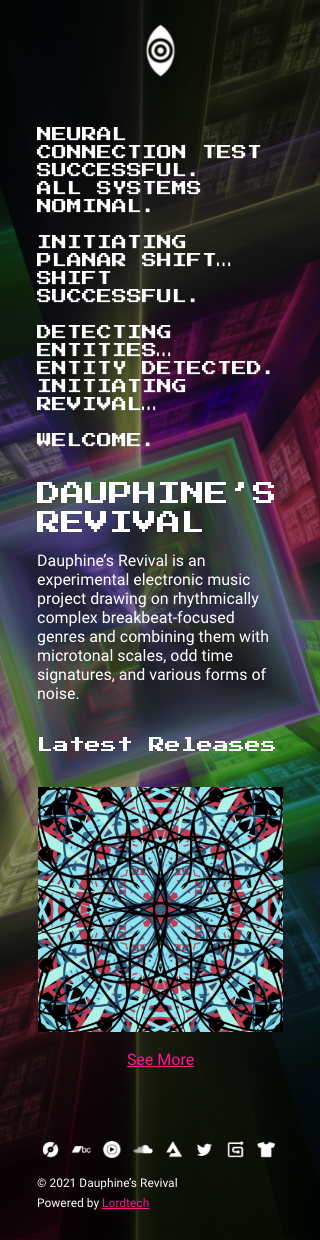 NEURAL
CONNECTION TEST
SUCCESSFUL.
ALL SYSTEMS
NOMINAL.
INITIATING
PLANAR SHIFT…
SHIFT
SUCCESSFUL.
DETECTING
ENTITIES…
ENTITY DETECTED.
INITIATING
REVIVAL…
WELCOME.
DAUPHINE’S
REVIVAL
Dauphine’s Revival is an
experimental electronic music
project drawing on rhythmically
complex breakbeat-focused
genres and combining them with
microtonal scales, odd time
signatures, and various forms of
noise.
Latest Releases
See More
bc
© 2021 Dauphine’s Revival
Powered by Lordtech